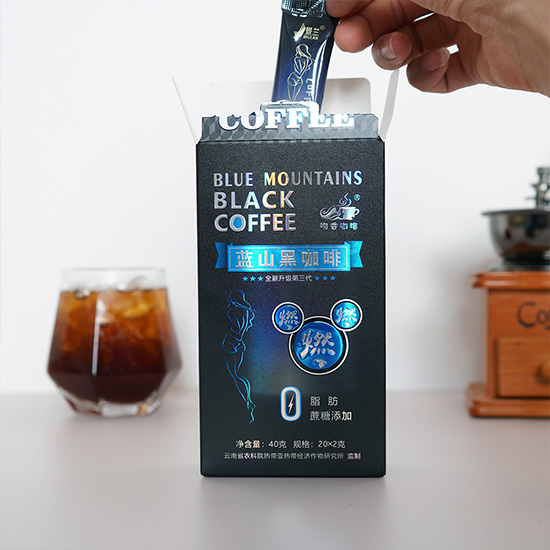 景兰
COFFEE
BLUE MOUNTAINS
BLACK
COFFEE
吻香咖啡
®
蓝山黑咖啡
★★★全新升级第三代★★★
燃
燃
燃
0
脂肪
蔗糖添加
净含量：40克 规格：20×2克
云南省农科院热带亚热带经济作物研究所 监制